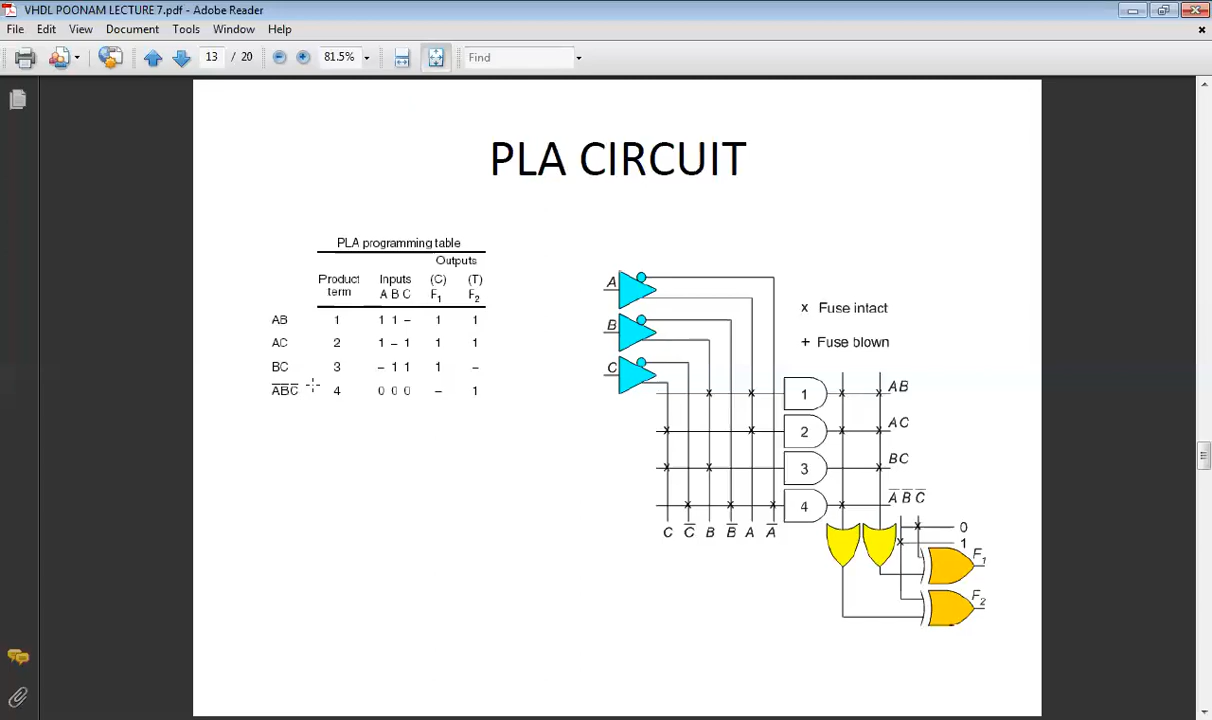 VHDL POONAM LECTURE 7.pdf - Adobe Reader
File Edit View Document Tools Window Help
13 / 20 81.5% Find
PLA CIRCUIT
PLA programming table
Outputs
Product term Inputs (C) (T)
A B C F1 F2
AB 1 1 1 – 1 1
AC 2 1 – 1 1 1
BC 3 – 1 1 1 –
A̅B̅C̅ 4 0 0 0 – 1
A
B
C
x Fuse intact
+ Fuse blown
1 AB
2 AC
3 BC
4 A̅ B̅ C̅
C C̅ B B̅ A A̅
0
1
F1
F2